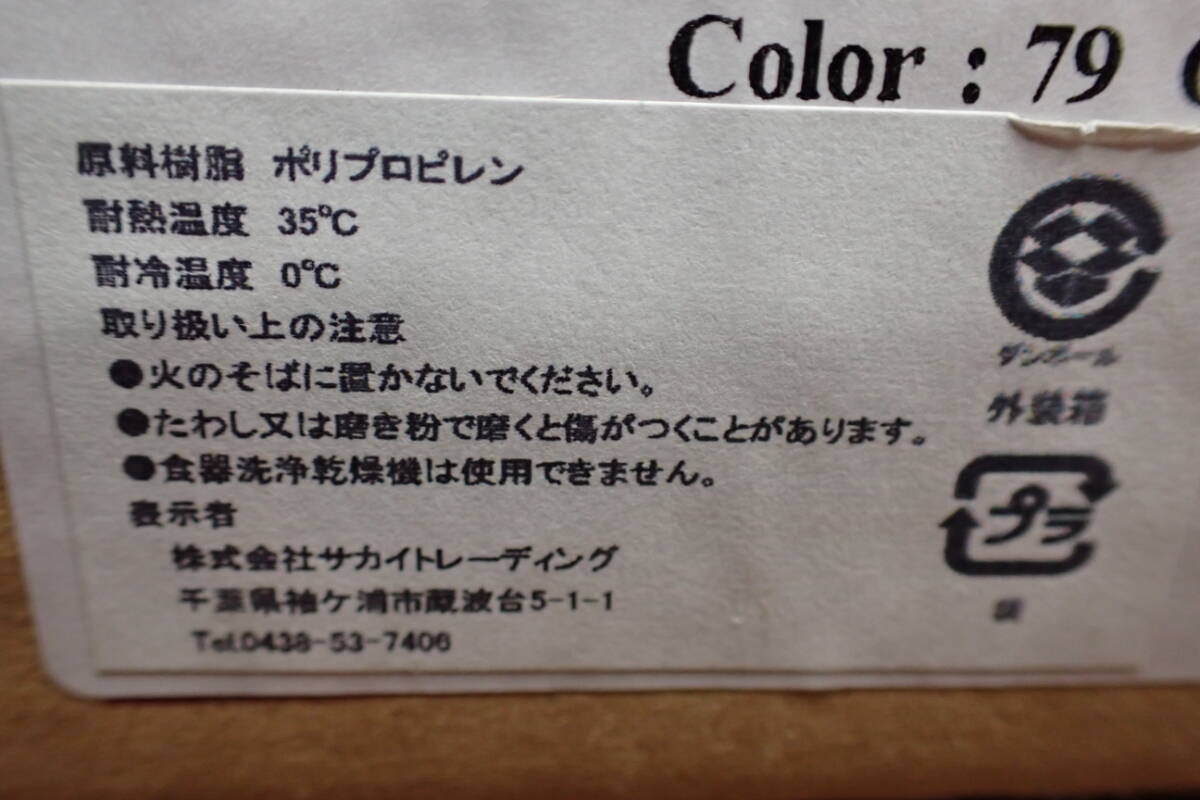 Color : 79
原料樹脂 ポリプロピレン
耐熱温度 35℃
耐冷温度 0℃
取り扱い上の注意
●火のそばに置かないでください。
●たわし又は磨き粉で磨くと傷がつくことがあります。
●食器洗浄乾燥機は使用できません。
表示者
株式会社サカイトレーディング
千葉県袖ケ浦市蔵波台5-1-1
Tel.0438-53-7406
ダンボール
外装箱
プラ
袋